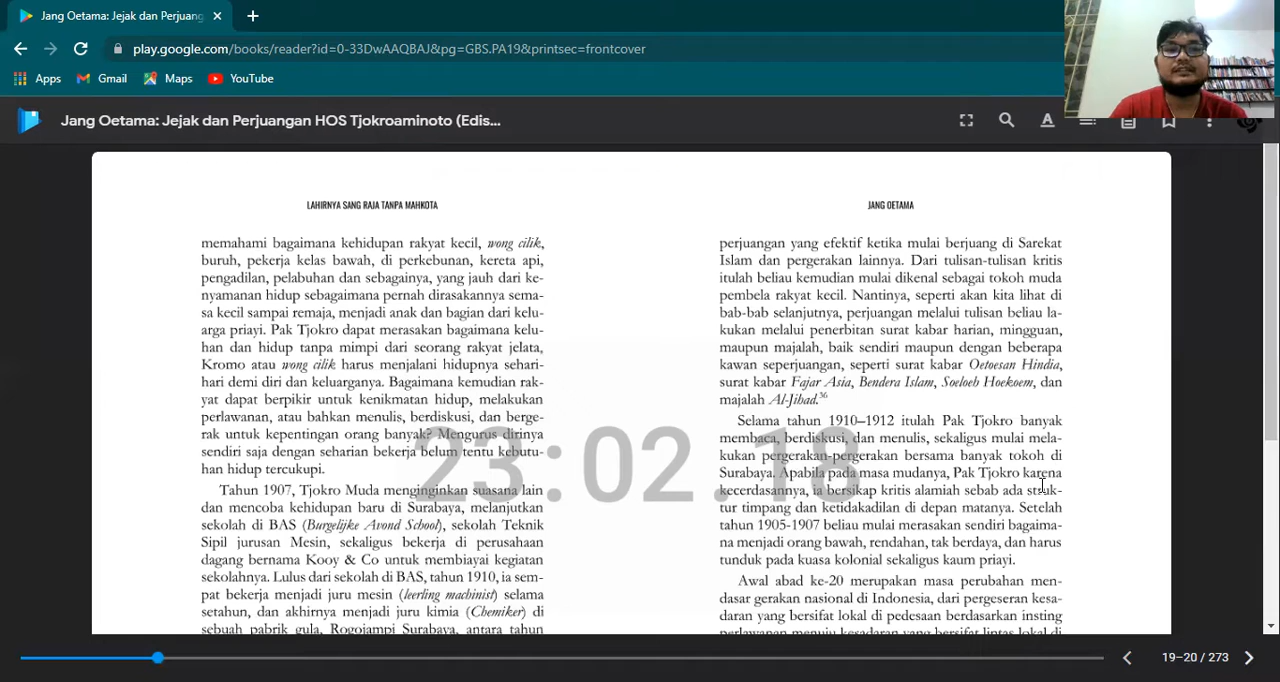 Jang Oetama: Jejak dan Perjuang
play.google.com/books/reader?id=0-33DwAAQBAJ&pg=GBS.PA19&printsec=frontcover
Apps
Gmail
Maps
YouTube
Jang Oetama: Jejak dan Perjuangan HOS Tjokroaminoto (Edis...
LAHIRNYA SANG RAJA TANPA MAHKOTA
memahami bagaimana kehidupan rakyat kecil, wong cilik,
buruh, pekerja kelas bawah, di perkebunan, kereta api,
pengadilan, pelabuhan dan sebagainya, yang jauh dari ke-
nyamanan hidup sebagaimana pernah dirasakannya sema-
sa kecil sampai remaja, menjadi anak dan bagian dari kelu-
arga priayi. Pak Tjokro dapat merasakan bagaimana kelu-
han dan hidup tanpa mimpi dari seorang rakyat jelata,
Kromo atau wong cilik harus menjalani hidupnya sehari-
hari demi diri dan keluarganya. Bagaimana kemudian rak-
yat dapat berpikir untuk kenikmatan hidup, melakukan
perlawanan, atau bahkan menulis, berdiskusi, dan berge-
rak untuk kepentingan orang banyak? Mengurus dirinya
sendiri saja dengan seharian bekerja belum tentu kebutu-
han hidup tercukupi.
Tahun 1907, Tjokro Muda menginginkan suasana lain
dan mencoba kehidupan baru di Surabaya, melanjutkan
sekolah di BAS (Burgelijke Avond School), sekolah Teknik
Sipil jurusan Mesin, sekaligus bekerja di perusahaan
dagang bernama Kooy & Co untuk membiayai kegiatan
sekolahnya. Lulus dari sekolah di BAS, tahun 1910, ia sem-
pat bekerja menjadi juru mesin (leerling machinist) selama
setahun, dan akhirnya menjadi juru kimia (Chemiker) di
sebuah pabrik gula, Rogojampi Surabaya, antara tahun
JANG OETAMA
perjuangan yang efektif ketika mulai berjuang di Sarekat
Islam dan pergerakan lainnya. Dari tulisan-tulisan kritis
itulah beliau kemudian mulai dikenal sebagai tokoh muda
pembela rakyat kecil. Nantinya, seperti akan kita lihat di
bab-bab selanjutnya, perjuangan melalui tulisan beliau la-
kukan melalui penerbitan surat kabar harian, mingguan,
maupun majalah, baik sendiri maupun dengan beberapa
kawan seperjuangan, seperti surat kabar Oetoesan Hindia,
surat kabar Fajar Asia, Bendera Islam, Soeloeh Hoekoem, dan
majalah Al-Jihad.36
Selama tahun 1910–1912 itulah Pak Tjokro banyak
membaca, berdiskusi, dan menulis, sekaligus mulai mela-
kukan pergerakan-pergerakan bersama banyak tokoh di
Surabaya. Apabila pada masa mudanya, Pak Tjokro karena
kecerdasannya, ia bersikap kritis alamiah sebab ada struk-
tur timpang dan ketidakadilan di depan matanya. Setelah
tahun 1905-1907 beliau mulai merasakan sendiri bagaima-
na menjadi orang bawah, rendahan, tak berdaya, dan harus
tunduk pada kuasa kolonial sekaligus kaum priayi.
Awal abad ke-20 merupakan masa perubahan men-
dasar gerakan nasional di Indonesia, dari pergeseran kesa-
daran yang bersifat lokal di pedesaan berdasarkan insting
perlawanan menuju kesadaran yang bersifat lintas lokal di
23:02.18
19–20 / 273